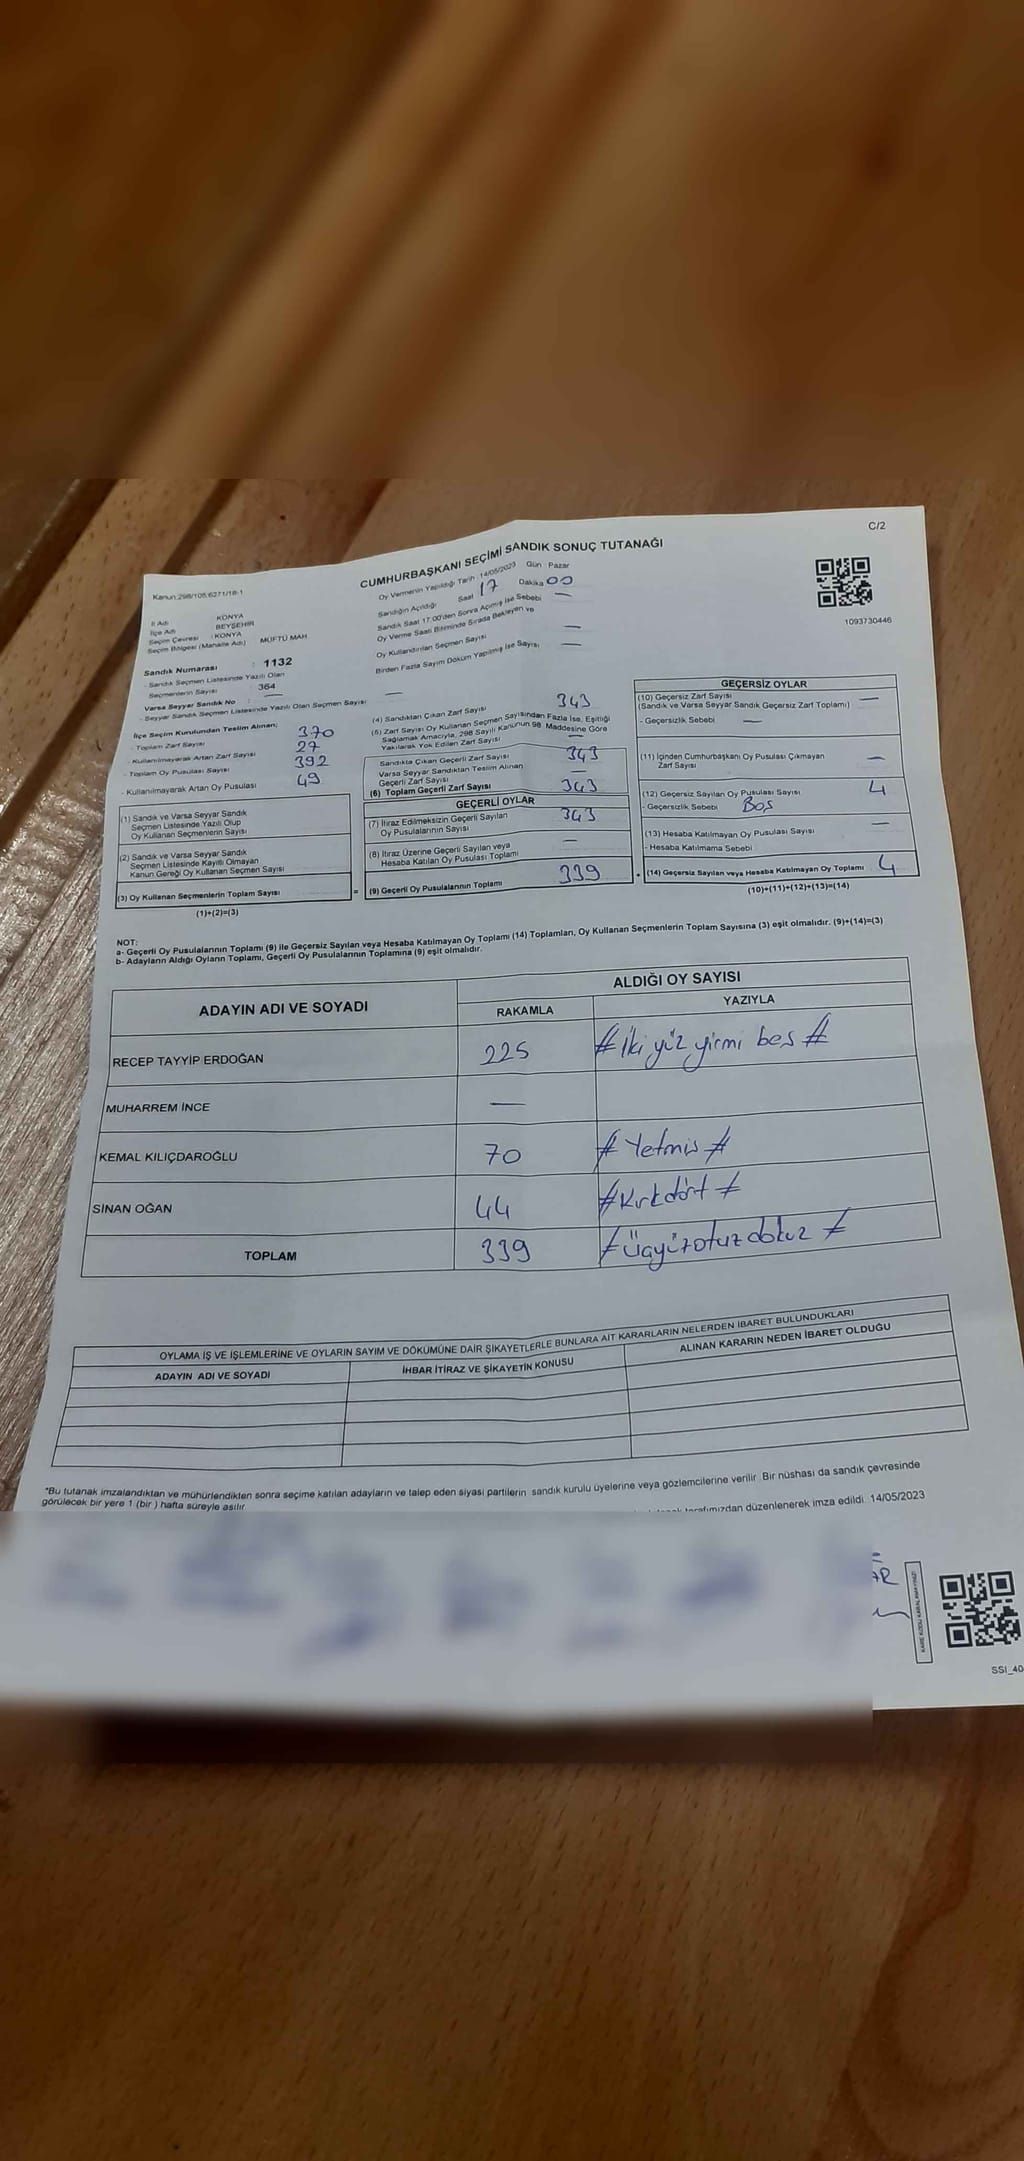 C/2
CUMHURBAŞKANI SEÇİMİ SANDIK SONUÇ TUTANAĞI
Kanun:298/106;6271/18-1
Oy Vermenin Yapıldığı Tarih :14/05/2023 Gün : Pazar
Sandığın Açıldığı Saat 17 Dakika 00
Sandık Saat 17:00'den Sonra Açılmış İse Sebebi —
Oy Verme Saati Bitiminde Sırada Bekleyen ve
Oy Kullandırılan Seçmen Sayısı —
Birden Fazla Sayım Döküm Yapılmış İse Sayısı —
1093730446
İl Adı : KONYA
İlçe Adı : BEYŞEHİR
Seçim Çevresi : KONYA
Seçim Bölgesi (Mahalle Adı) : MÜFTÜ MAH
Sandık Numarası : 1132
- Sandık Seçmen Listesinde Yazılı Olan
Seçmenlerin Sayısı : 364
Varsa Seyyar Sandık No : —
- Seyyar Sandık Seçmen Listesinde Yazılı Olan Seçmen Sayısı —
İlçe Seçim Kurulundan Teslim Alınan;
- Toplam Zarf Sayısı 370
- Kullanılmayarak Artan Zarf Sayısı 27
- Toplam Oy Pusulası Sayısı 392
- Kullanılmayarak Artan Oy Pusulası 49
(1) Sandık ve Varsa Seyyar Sandık
Seçmen Listesinde Yazılı Olup
Oy Kullanan Seçmenlerin Sayısı
(2) Sandık ve Varsa Seyyar Sandık
Seçmen Listesinde Kayıtlı Olmayan
Kanun Gereği Oy Kullanan Seçmen Sayısı
(3) Oy Kullanan Seçmenlerin Toplam Sayısı
(1)+(2)=(3)
(4) Sandıktan Çıkan Zarf Sayısı 343
(5) Zarf Sayısı Oy Kullanan Seçmen Sayısından Fazla İse, Eşitliği
Sağlamak Amacıyla, 298 Sayılı Kanunun 98. Maddesine Göre
Yakılarak Yok Edilen Zarf Sayısı —
Sandıkta Çıkan Geçerli Zarf Sayısı 343
Varsa Seyyar Sandıktan Teslim Alınan
Geçerli Zarf Sayısı —
(6) Toplam Geçerli Zarf Sayısı 343
GEÇERLİ OYLAR
(7) İtiraz Edilmeksizin Geçerli Sayılan
Oy Pusulalarının Sayısı 343
(8) İtiraz Üzerine Geçerli Sayılan veya
Hesaba Katılan Oy Pusulası Toplamı —
= (9) Geçerli Oy Pusulalarının Toplamı 339
GEÇERSİZ OYLAR
(10) Geçersiz Zarf Sayısı
(Sandık ve Varsa Seyyar Sandık Geçersiz Zarf Toplamı) —
- Geçersizlik Sebebi —
(11) İçinden Cumhurbaşkanı Oy Pusulası Çıkmayan
Zarf Sayısı —
(12) Geçersiz Sayılan Oy Pusulası Sayısı 4
- Geçersizlik Sebebi Boş
(13) Hesaba Katılmayan Oy Pusulası Sayısı —
- Hesaba Katılmama Sebebi
+ (14) Geçersiz Sayılan veya Hesaba Katılmayan Oy Toplamı 4
(10)+(11)+(12)+(13)=(14)
NOT:
a- Geçerli Oy Pusulalarının Toplamı (9) ile Geçersiz Sayılan veya Hesaba Katılmayan Oy Toplamı (14) Toplamları, Oy Kullanan Seçmenlerin Toplam Sayısına (3) eşit olmalıdır. (9)+(14)=(3)
b- Adayların Aldığı Oyların Toplamı, Geçerli Oy Pusulalarının Toplamına (9) eşit olmalıdır.
ADAYIN ADI VE SOYADI ALDIĞI OY SAYISI
RAKAMLA YAZIYLA
RECEP TAYYİP ERDOĞAN 225 # İki yüz yirmi beş #
MUHARREM İNCE —
KEMAL KILIÇDAROĞLU 70 # Yetmiş #
SİNAN OĞAN 44 # Kırkdört #
TOPLAM 339 # Üçyüzotuzdokuz #
OYLAMA İŞ VE İŞLEMLERİNE VE OYLARIN SAYIM VE DÖKÜMÜNE DAİR ŞİKAYETLERLE BUNLARA AİT KARARLARIN NELERDEN İBARET BULUNDUKLARI
ADAYIN ADI VE SOYADI İHBAR İTİRAZ VE ŞİKAYETİN KONUSU ALINAN KARARIN NEDEN İBARET OLDUĞU
*Bu tutanak imzalandıktan ve mühürlendikten sonra seçime katılan adayların ve talep eden siyasi partilerin sandık kurulu üyelerine veya gözlemcilerine verilir. Bir nüshası da sandık çevresinde
görülecek bir yere 1 (bir) hafta süreyle asılır.
tarafımızdan düzenlenerek imza edildi. 14/05/2023
KARE KODU KARALAMAYINIZ!
SSI_40